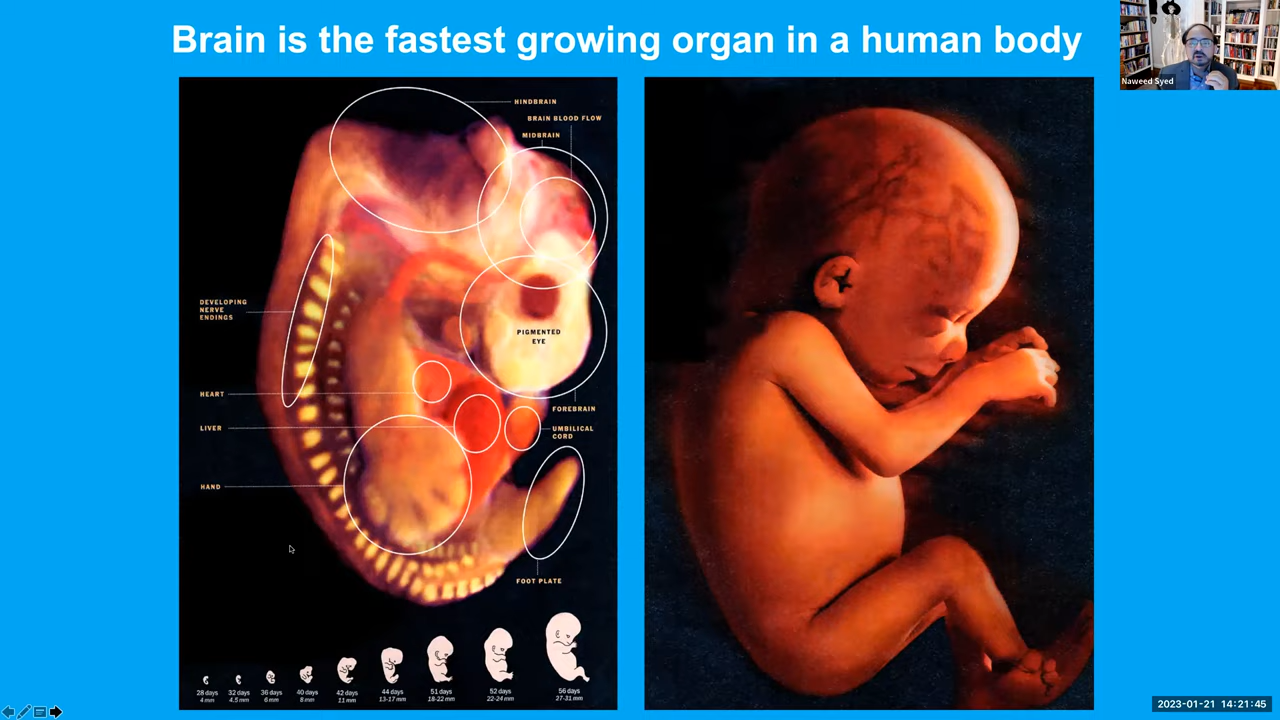 Brain is the fastest growing organ in a human body
Naweed Syed
HINDBRAIN
BRAIN BLOOD FLOW
MIDBRAIN
DEVELOPING
NERVE
ENDINGS
PIGMENTED
EYE
HEART
FOREBRAIN
LIVER
UMBILICAL
CORD
HAND
FOOT PLATE
28 days
4 mm
32 days
4.5 mm
36 days
6 mm
40 days
8 mm
42 days
11 mm
44 days
13-17 mm
51 days
18-22 mm
52 days
22-24 mm
56 days
27-31 mm
2023-01-21 14:21:45